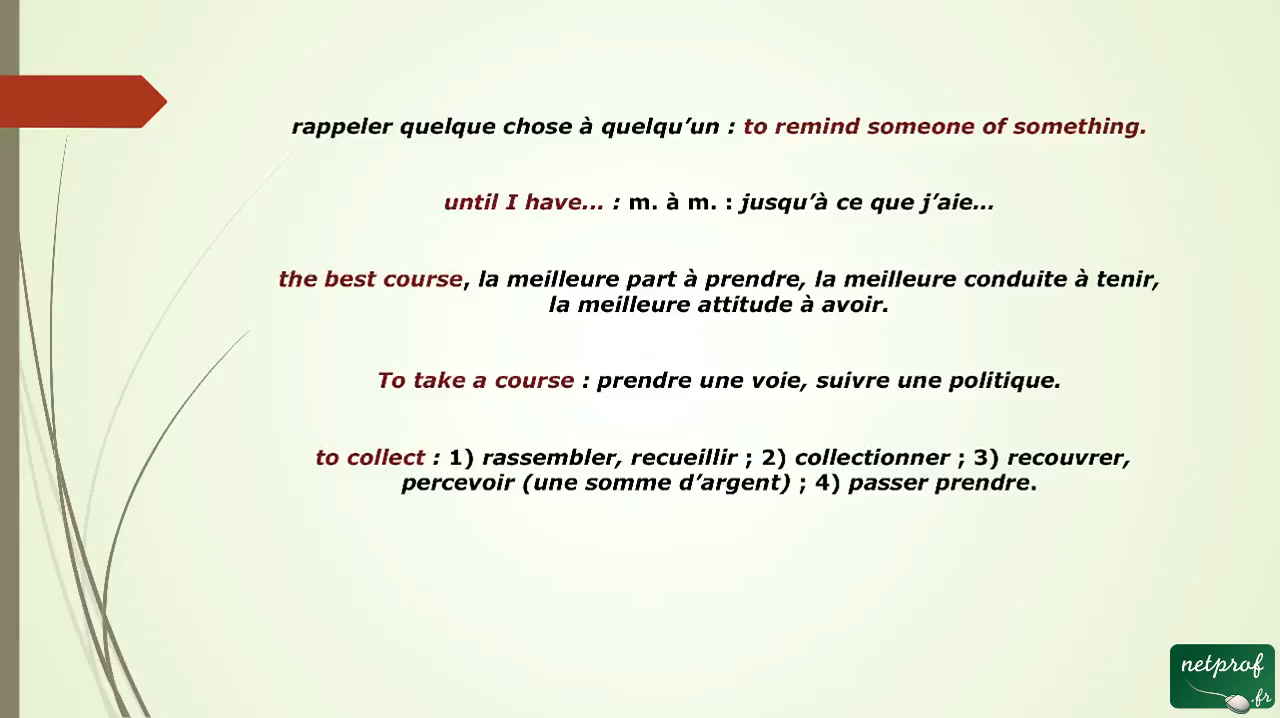 rappeler quelque chose à quelqu’un : to remind someone of something.
until I have... : m. à m. : jusqu’à ce que j’aie...
the best course, la meilleure part à prendre, la meilleure conduite à tenir,
la meilleure attitude à avoir.
To take a course : prendre une voie, suivre une politique.
to collect : 1) rassembler, recueillir ; 2) collectionner ; 3) recouvrer,
percevoir (une somme d’argent) ; 4) passer prendre.
netprof
.fr